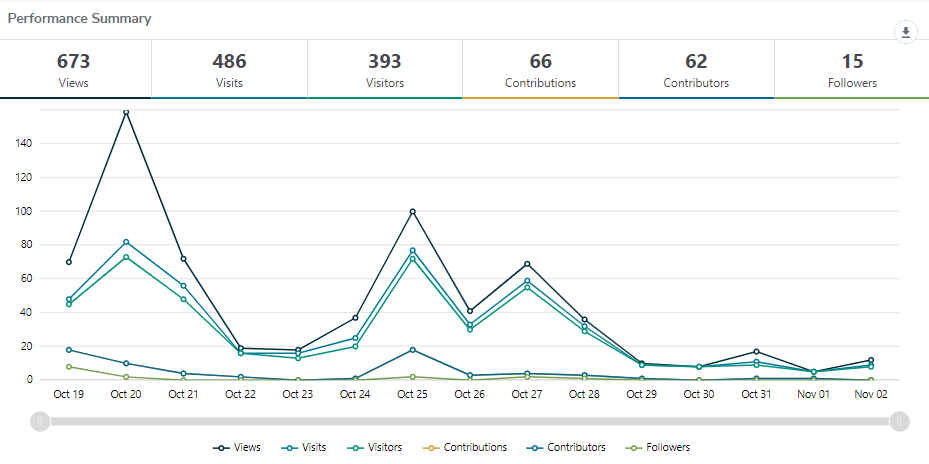 Performance Summary
673 486 393 66 62 15
Views Visits Visitors Contributions Contributors Followers
140
120
100
80
60
40
20
0
Oct 19 Oct 20 Oct 21 Oct 22 Oct 23 Oct 24 Oct 25 Oct 26 Oct 27 Oct 28 Oct 29 Oct 30 Oct 31 Nov 01 Nov 02
Views Visits Visitors Contributions Contributors Followers